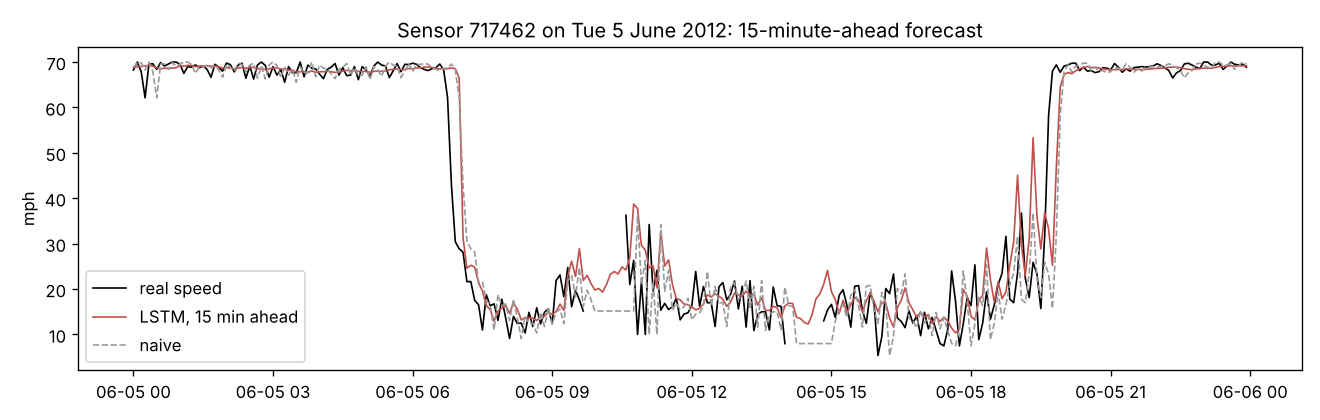 Sensor 717462 on Tue 5 June 2012: 15-minute-ahead forecast
70
60
50
40
30
20
10
mph
real speed
LSTM, 15 min ahead
naive
06-05 00 06-05 03 06-05 06 06-05 09 06-05 12 06-05 15 06-05 18 06-05 21 06-06 00